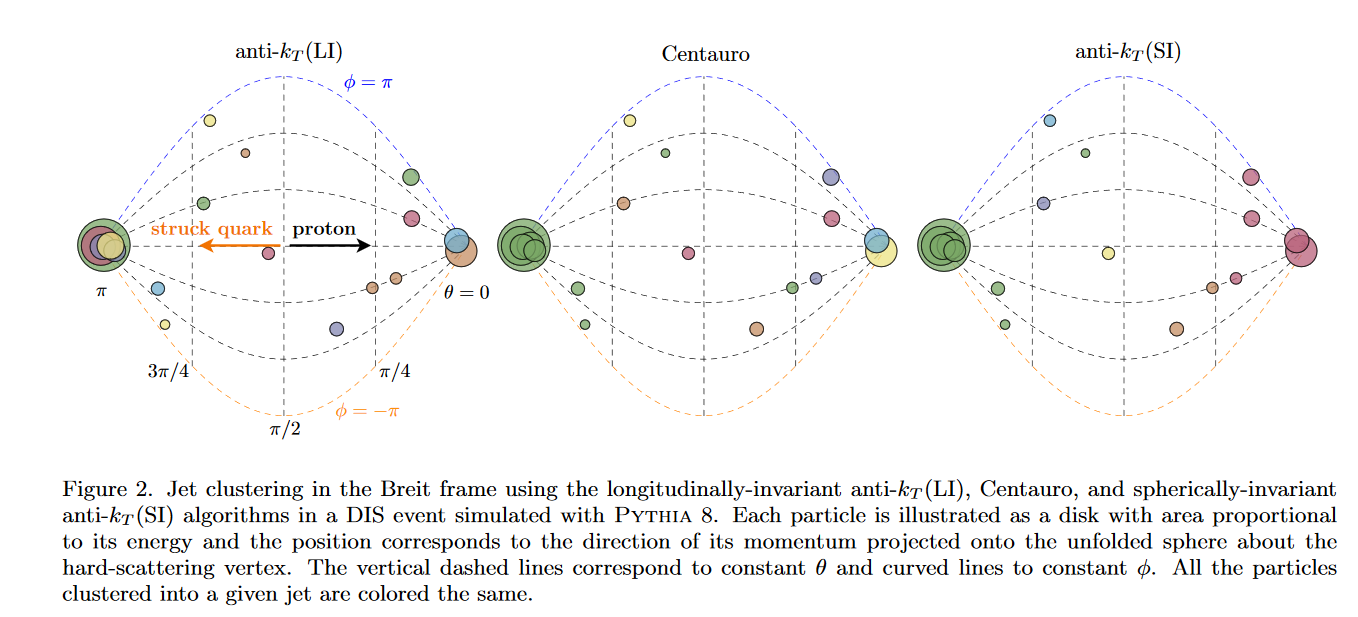 anti-kT(LI)
Centauro
anti-kT(SI)
ϕ = π
struck quark
proton
π
θ = 0
3π/4
π/4
ϕ = −π
π/2
Figure 2. Jet clustering in the Breit frame using the longitudinally-invariant anti-kT(LI), Centauro, and spherically-invariant
anti-kT(SI) algorithms in a DIS event simulated with PYTHIA 8. Each particle is illustrated as a disk with area proportional
to its energy and the position corresponds to the direction of its momentum projected onto the unfolded sphere about the
hard-scattering vertex. The vertical dashed lines correspond to constant θ and curved lines to constant ϕ. All the particles
clustered into a given jet are colored the same.